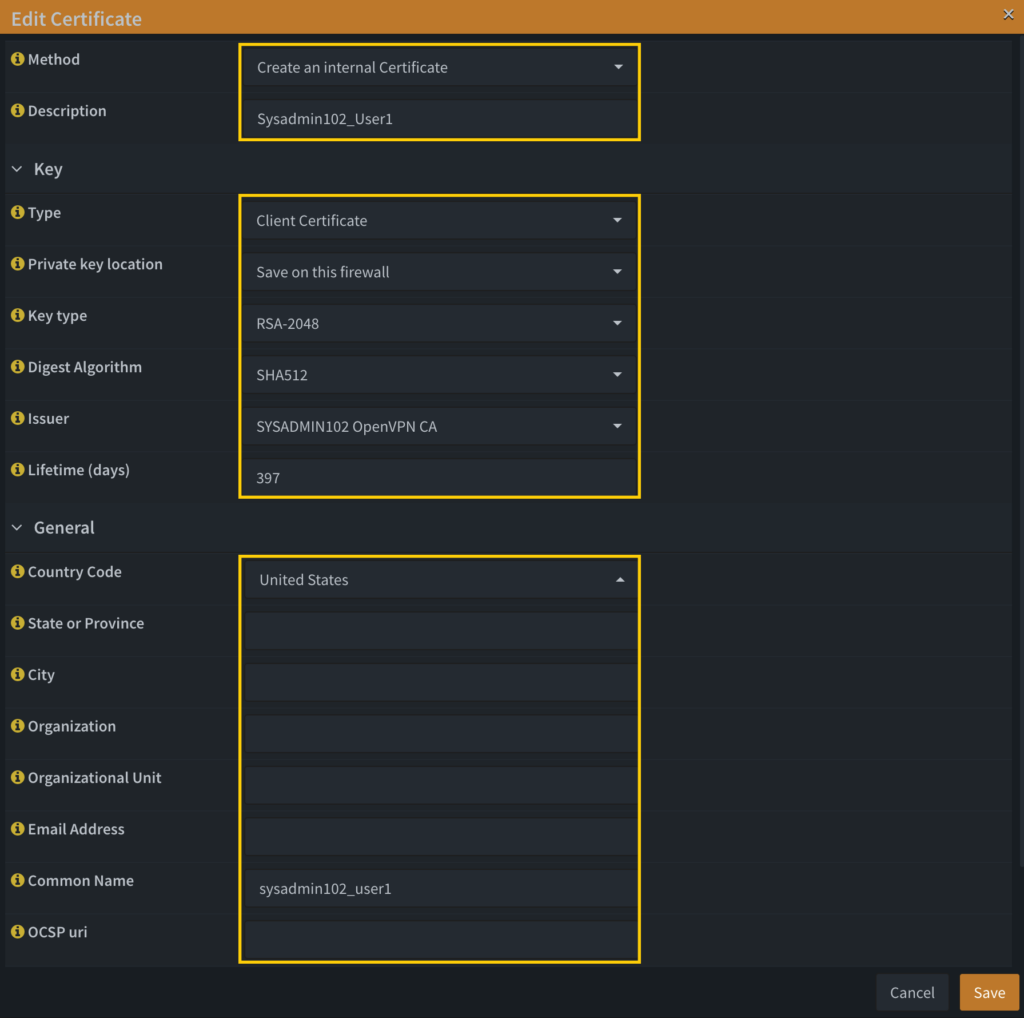 Edit Certificate
Method
Create an internal Certificate
Description
Sysadmin102_User1
Key
Type
Client Certificate
Private key location
Save on this firewall
Key type
RSA-2048
Digest Algorithm
SHA512
Issuer
SYSADMIN102 OpenVPN CA
Lifetime (days)
397
General
Country Code
United States
State or Province
City
Organization
Organizational Unit
Email Address
Common Name
sysadmin102_user1
OCSP uri
Cancel
Save